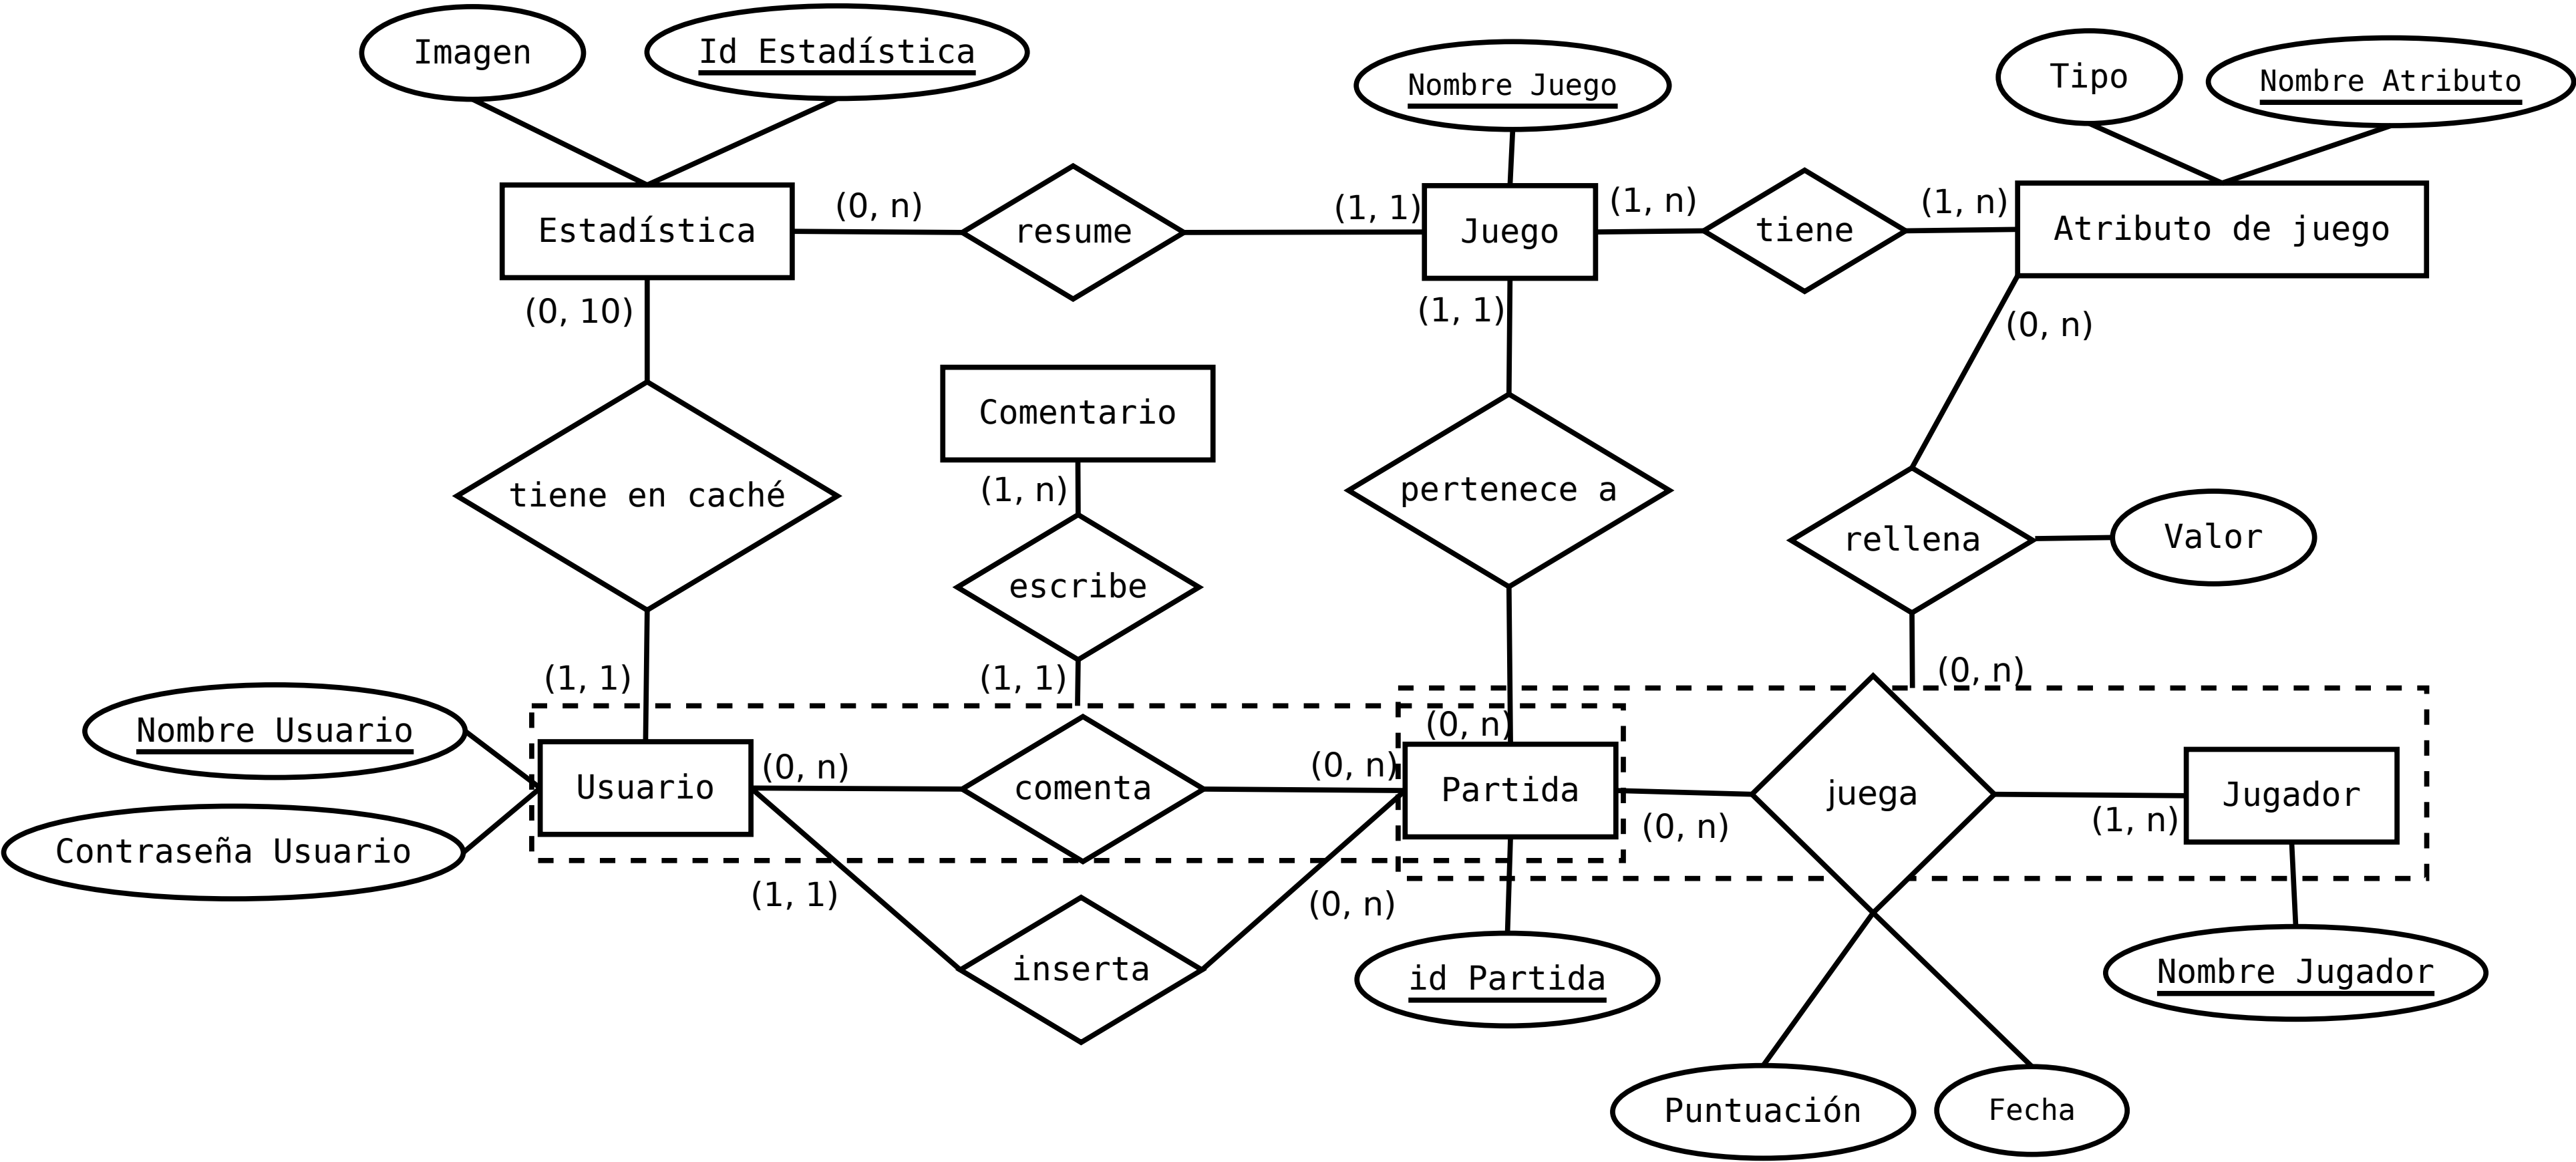 Imagen
Id Estadística
Nombre Juego
Tipo
Nombre Atributo
Estadística
(0, n)
resume
(1, 1)
Juego
(1, n)
tiene
(1, n)
Atributo de juego
(0, 10)
(1, 1)
(0, n)
Comentario
tiene en caché
(1, n)
pertenece a
escribe
rellena
Valor
(1, 1)
(1, 1)
(0, n)
Nombre Usuario
(0, n)
Usuario
(0, n)
comenta
(0, n)
Partida
juega
Jugador
(0, n)
(1, n)
Contraseña Usuario
(1, 1)
(0, n)
inserta
id Partida
Nombre Jugador
Puntuación
Fecha